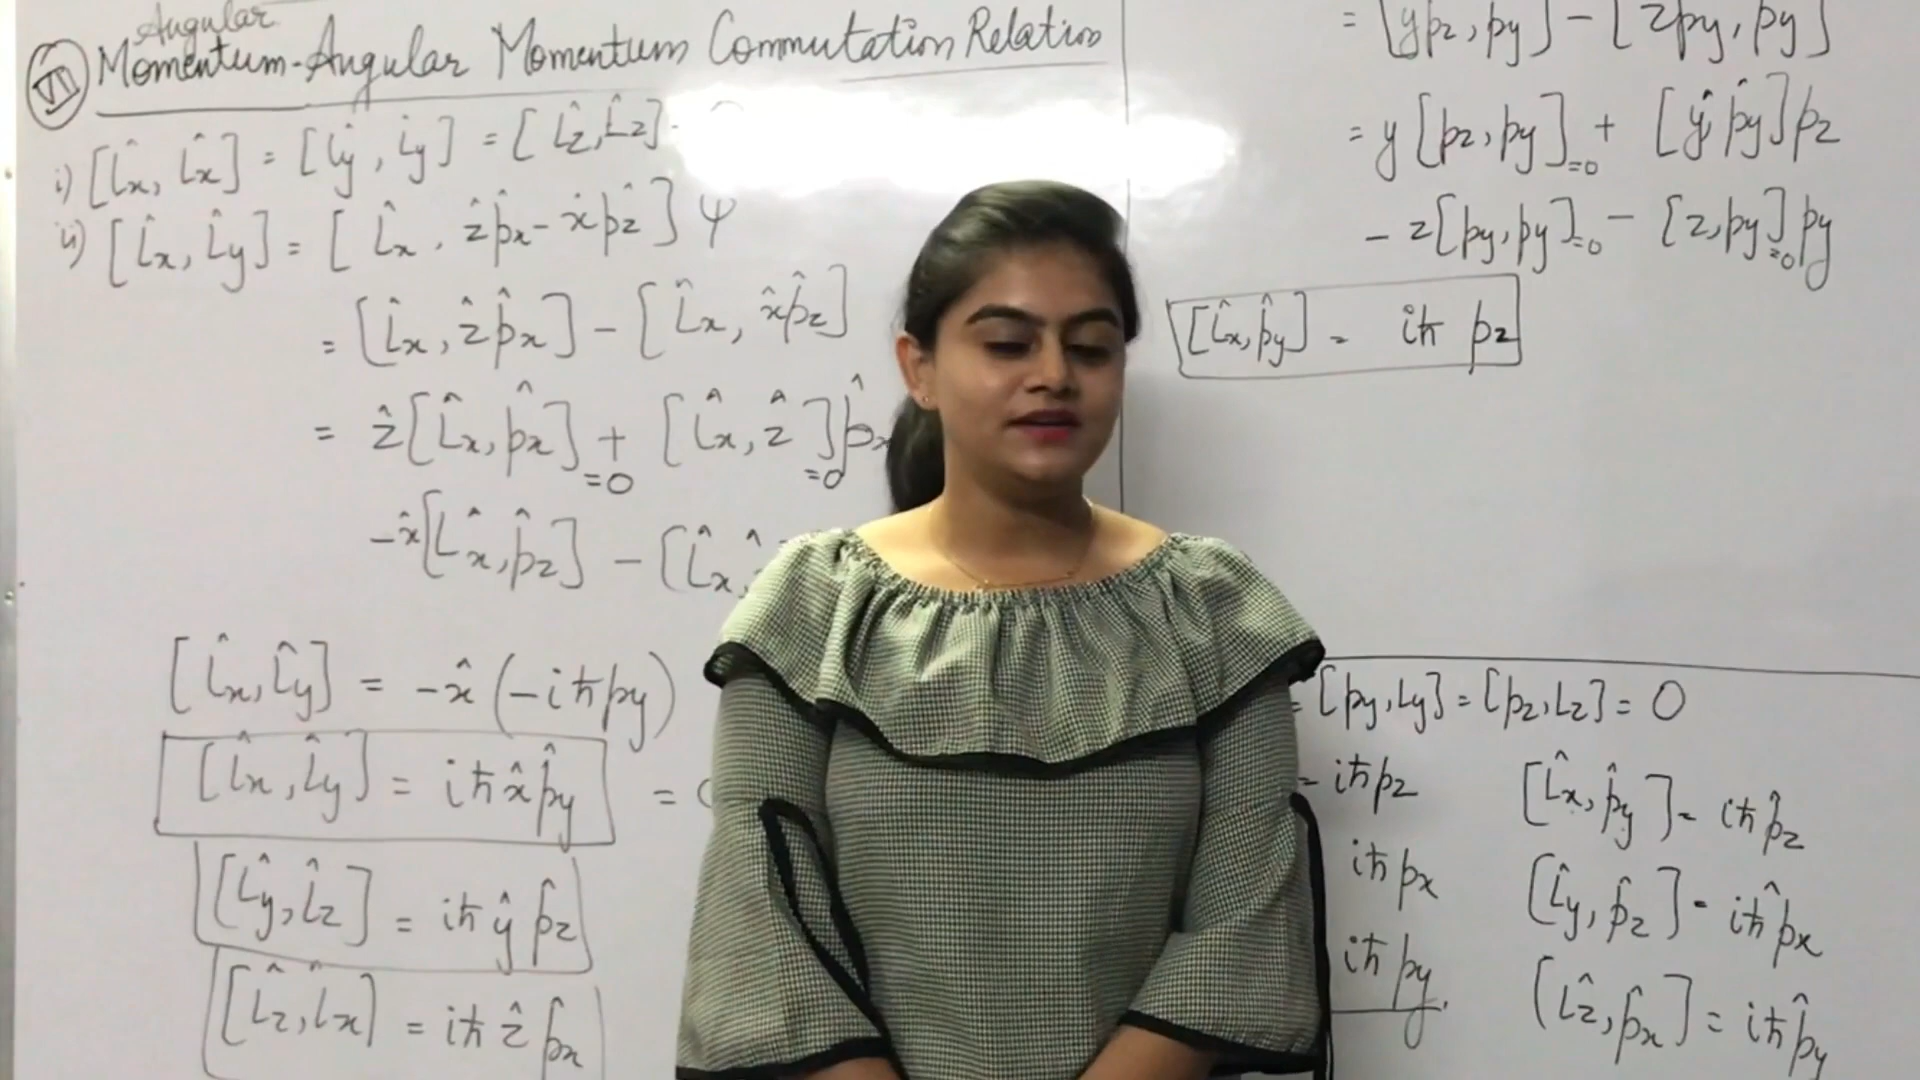 Angular
VII Momentum-Angular Momentum Commutation Relation
i) [L̂x, L̂x] = [L̂y, L̂y] = [L̂z, L̂z]
ii) [L̂x, L̂y] = [L̂x, ẑp̂x - x̂p̂z] ψ
= [L̂x, ẑp̂x] - [L̂x, x̂p̂z]
= ẑ[L̂x, p̂x]=0 + [L̂x, ẑ]=0 p̂x
-x̂[L̂x, p̂z] - [L̂x,
[L̂x, L̂y] = -x̂(-iħpy)
[L̂x, L̂y] = iħx̂p̂y =
[L̂y, L̂z] = iħŷp̂z
[L̂z, L̂x] = iħẑp̂x
= [ypz, py] - [zpy, py]
= y[pz, py]=0 + [ŷ, p̂y]pz
- z[py, py]=0 - [z, py]=0 py
[L̂x, p̂y] = iħ pz
= [py, Ly] = [pz, Lz] = 0
= iħpz [L̂x, p̂y] = iħp̂z
iħpx [L̂y, p̂z] = iħp̂x
iħpy. [L̂z, p̂x] = iħp̂y